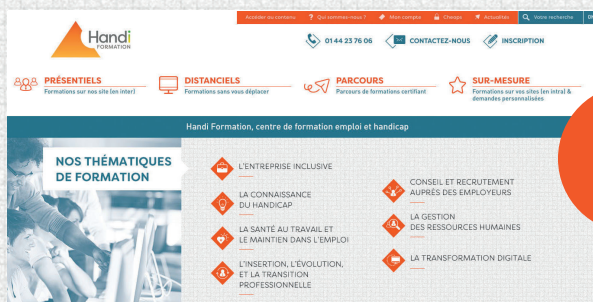 Accéder au contenu ? Qui sommes-nous ? Mon compte Charge Actualités Votre recherche
Handi
FORMATION
01 44 23 76 06 CONTACTEZ-NOUS INSCRIPTION
PRÉSENTIELS
Formations sur nos site (en inter)
DISTANCIELS
Formations sans vous déplacer
PARCOURS
Parcours de formations certifiant
SUR-MESURE
Formations sur vos sites (en intra) &
demandes personnalisées
Handi Formation, centre de formation emploi et handicap
NOS THÉMATIQUES
DE FORMATION
L'ENTREPRISE INCLUSIVE
LA CONNAISSANCE
DU HANDICAP
LA SANTÉ AU TRAVAIL ET
LE MAINTIEN DANS L'EMPLOI
L'INSERTION, L'ÉVOLUTION,
ET LA TRANSITION
PROFESSIONNELLE
CONSEIL ET RECRUTEMENT
AUPRÈS DES EMPLOYEURS
LA GESTION
DES RESSOURCES HUMAINES
LA TRANSFORMATION DIGITALE